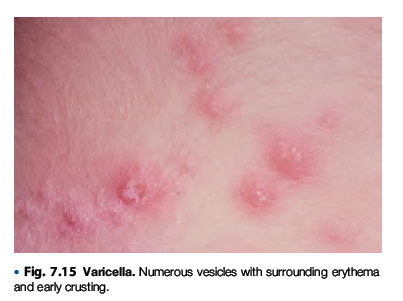 • Fig. 7.15 Varicella. Numerous vesicles with surrounding erythema
and early crusting.